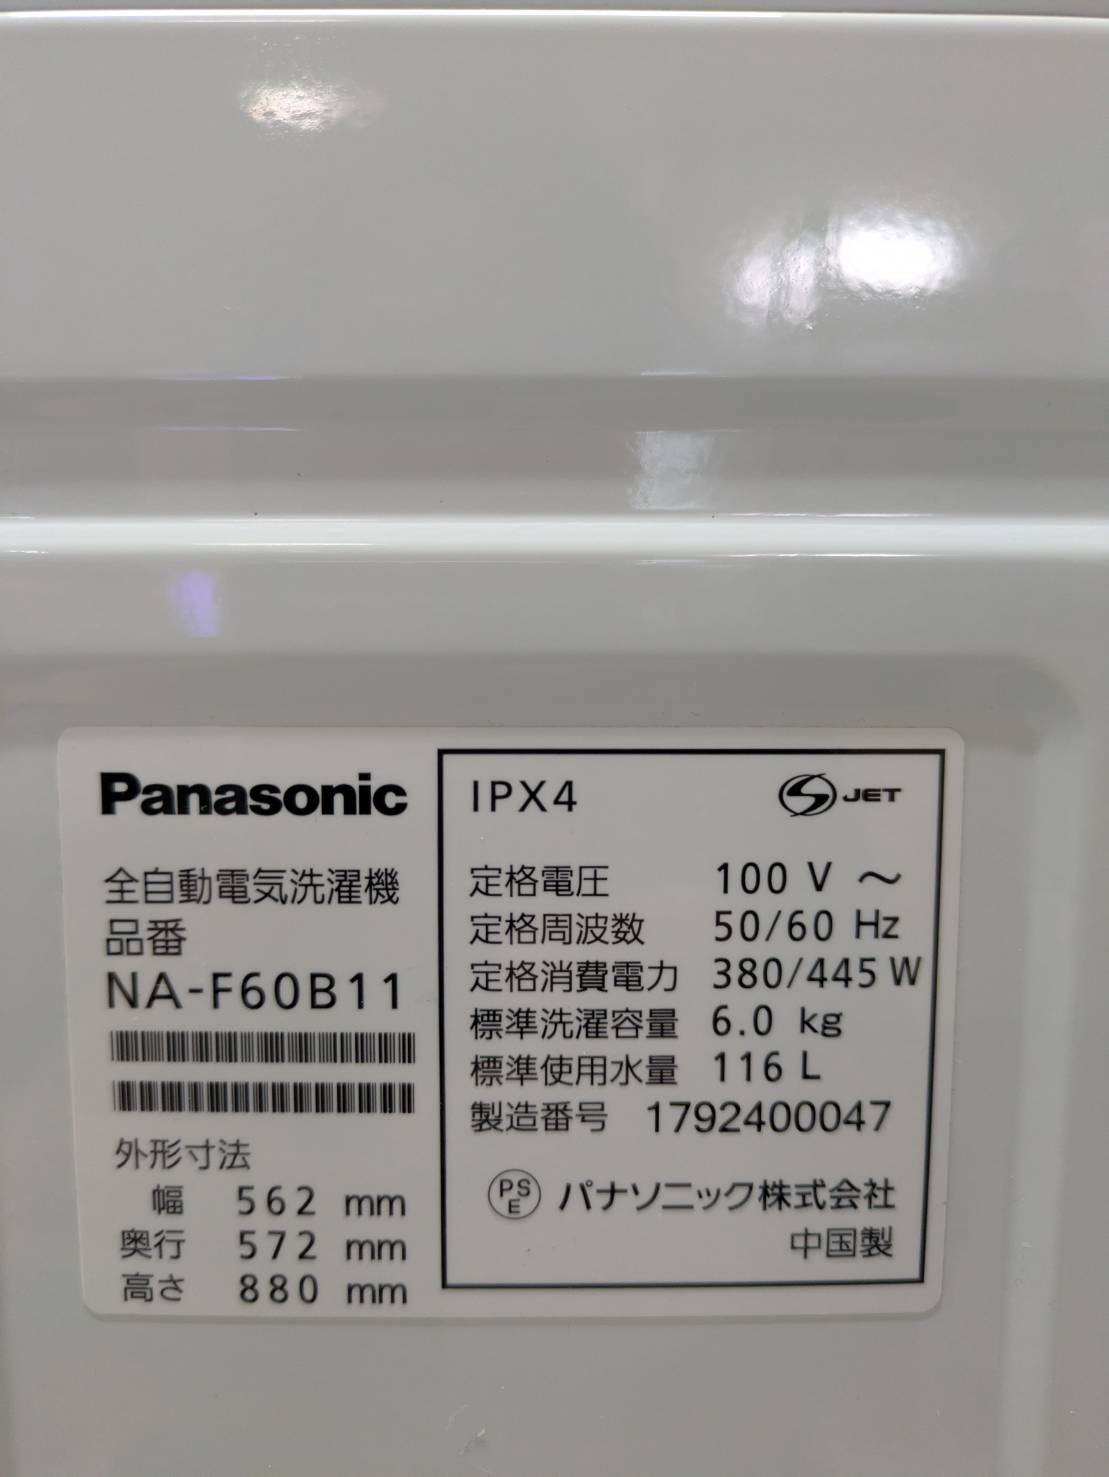 Panasonic
全自動電気洗濯機
品番
NA-F60B11
外形寸法
幅 562 mm
奥行 572 mm
高さ 880 mm
IPX4
S JET
定格電圧 100 V ～
定格周波数 50/60 Hz
定格消費電力 380/445 W
標準洗濯容量 6.0 kg
標準使用水量 116 L
製造番号 1792400047
PS E パナソニック株式会社
中国製